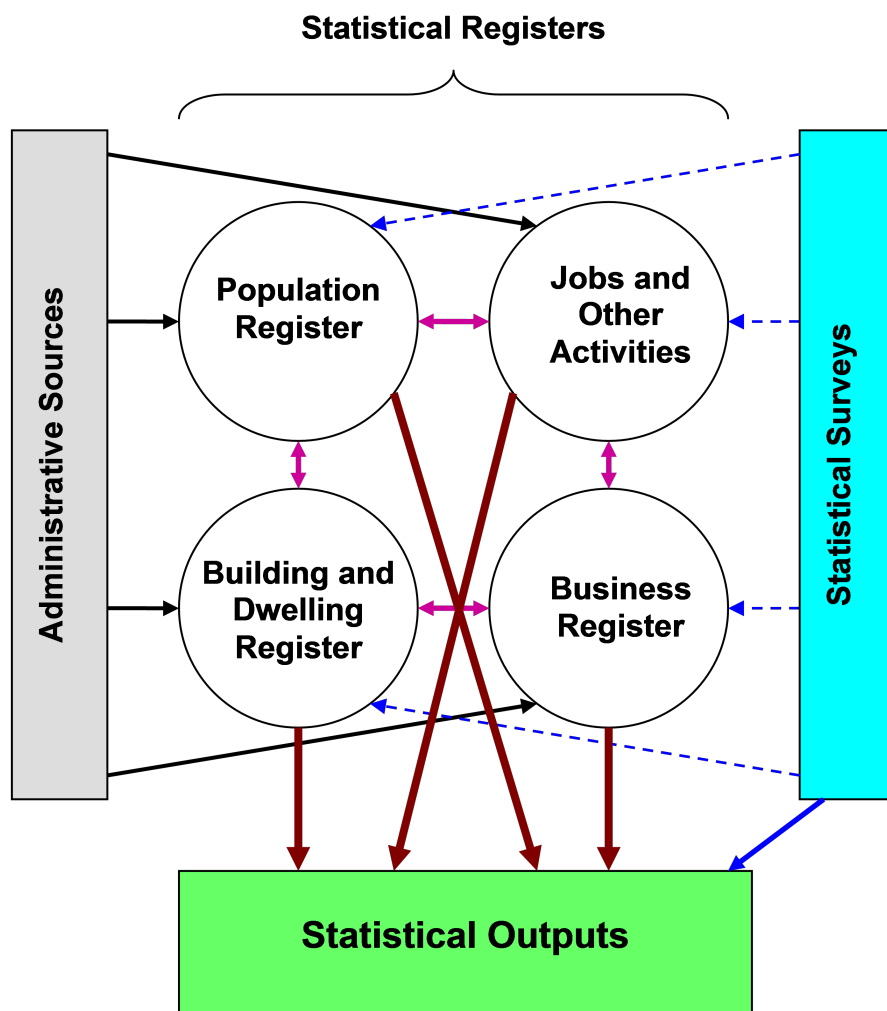 Statistical Registers
Administrative Sources
Population
Register
Jobs and
Other
Activities
Building and
Dwelling
Register
Business
Register
Statistical Surveys
Statistical Outputs